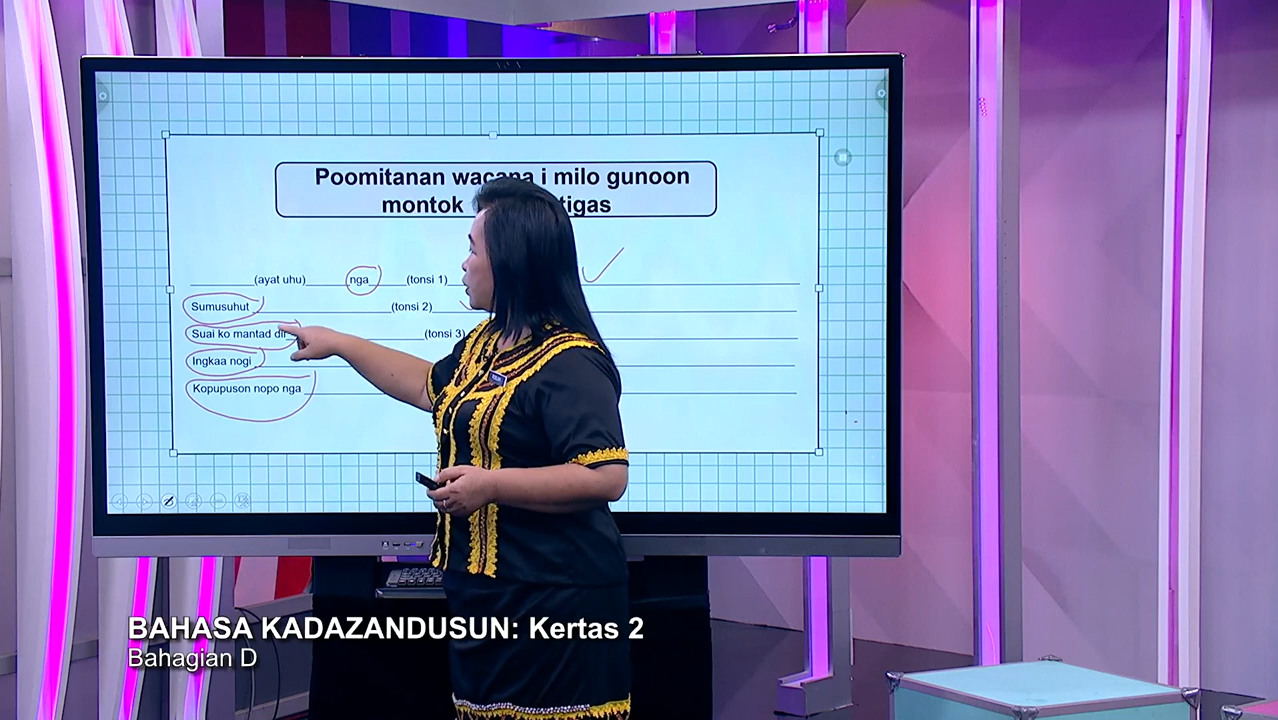 Poomitanan wacana i milo gunoon
montok tigas
(ayat uhu) nga (tonsi 1)
Sumusuhut (tonsi 2)
Suai ko mantad (tonsi 3)
Ingkaa nogi
Kopupuson nopo nga
BAHASA KADAZANDUSUN: Kertas 2
Bahagian D